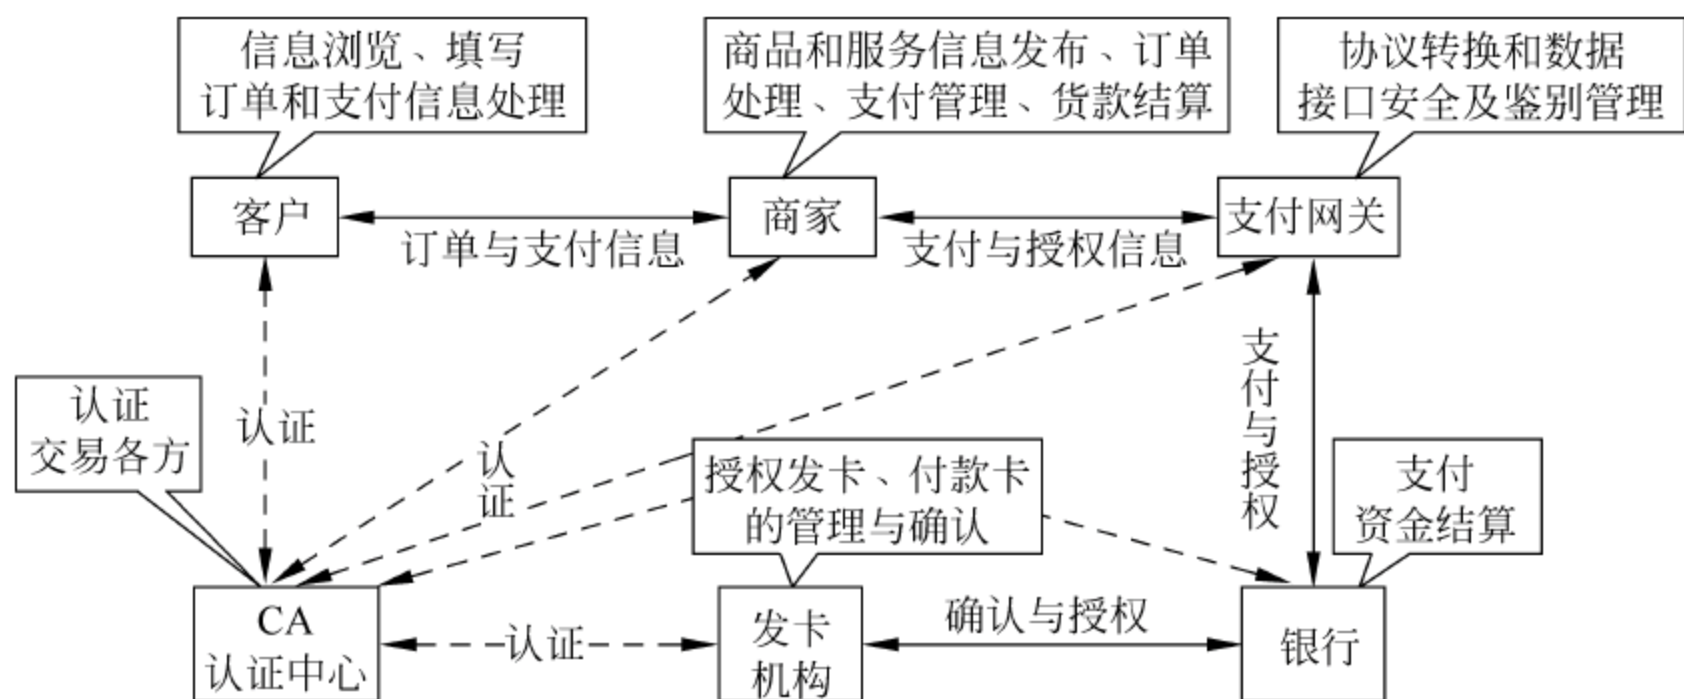 信息浏览、填写
订单和支付信息处理
商品和服务信息发布、订单
处理、支付管理、货款结算
协议转换和数据
接口安全及鉴别管理
客户
商家
支付网关
订单与支付信息
支付与授权信息
认证
交易各方
认证
认
证
支
付
与
授
权
授权发卡、付款卡
的管理与确认
支付
资金结算
CA
认证中心
认证
发卡
机构
确认与授权
银行